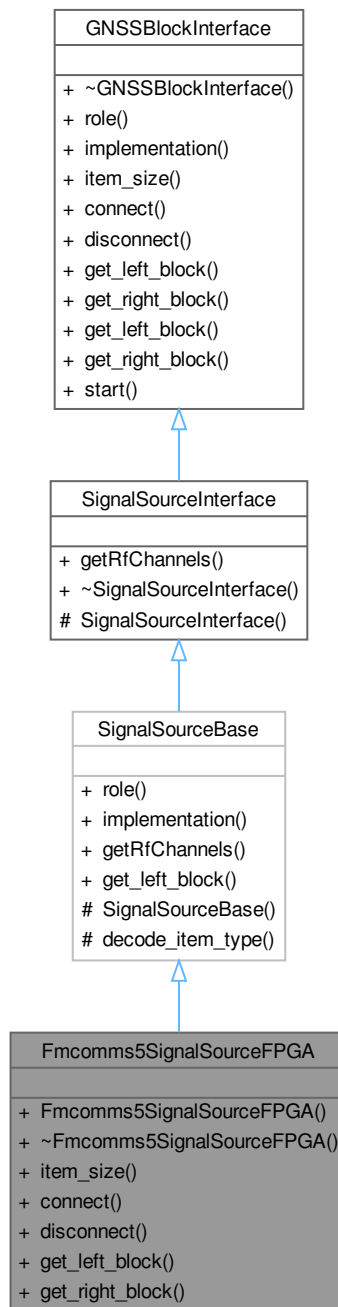 GNSSBlockInterface
+ ~GNSSBlockInterface()
+ role()
+ implementation()
+ item_size()
+ connect()
+ disconnect()
+ get_left_block()
+ get_right_block()
+ get_left_block()
+ get_right_block()
+ start()
SignalSourceInterface
+ getRfChannels()
+ ~SignalSourceInterface()
# SignalSourceInterface()
SignalSourceBase
+ role()
+ implementation()
+ getRfChannels()
+ get_left_block()
# SignalSourceBase()
# decode_item_type()
Fmcomms5SignalSourceFPGA
+ Fmcomms5SignalSourceFPGA()
+ ~Fmcomms5SignalSourceFPGA()
+ item_size()
+ connect()
+ disconnect()
+ get_left_block()
+ get_right_block()